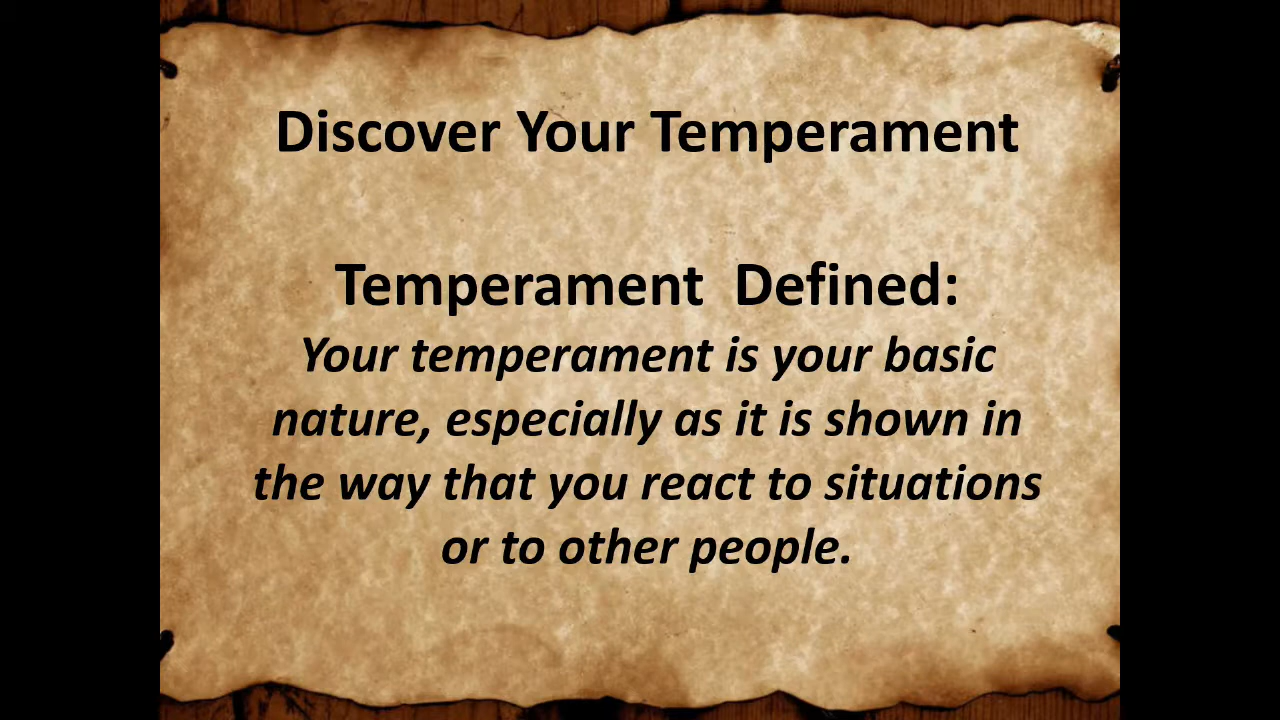 Discover Your Temperament
Temperament  Defined:
Your temperament is your basic
nature, especially as it is shown in
the way that you react to situations
or to other people.